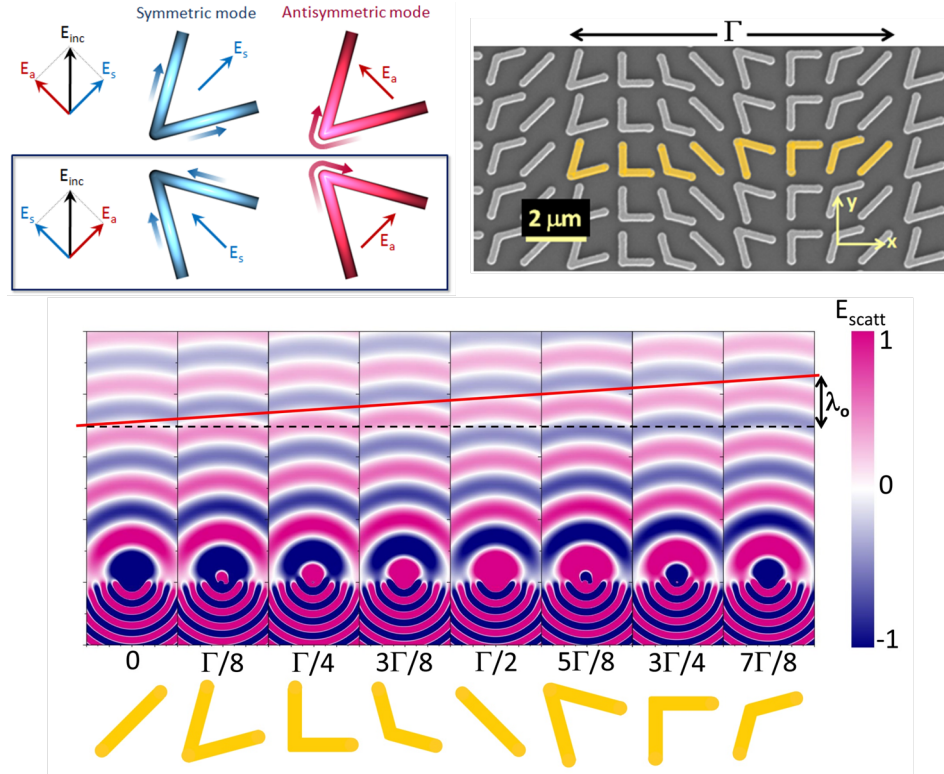 Symmetric mode
Antisymmetric mode
E_inc
E_a
E_s
E_s
E_a
E_inc
E_s
E_a
E_s
E_a
Γ
2 μm
y
x
E_scatt
1
0
-1
λ_o
0
Γ/8
Γ/4
3Γ/8
Γ/2
5Γ/8
3Γ/4
7Γ/8